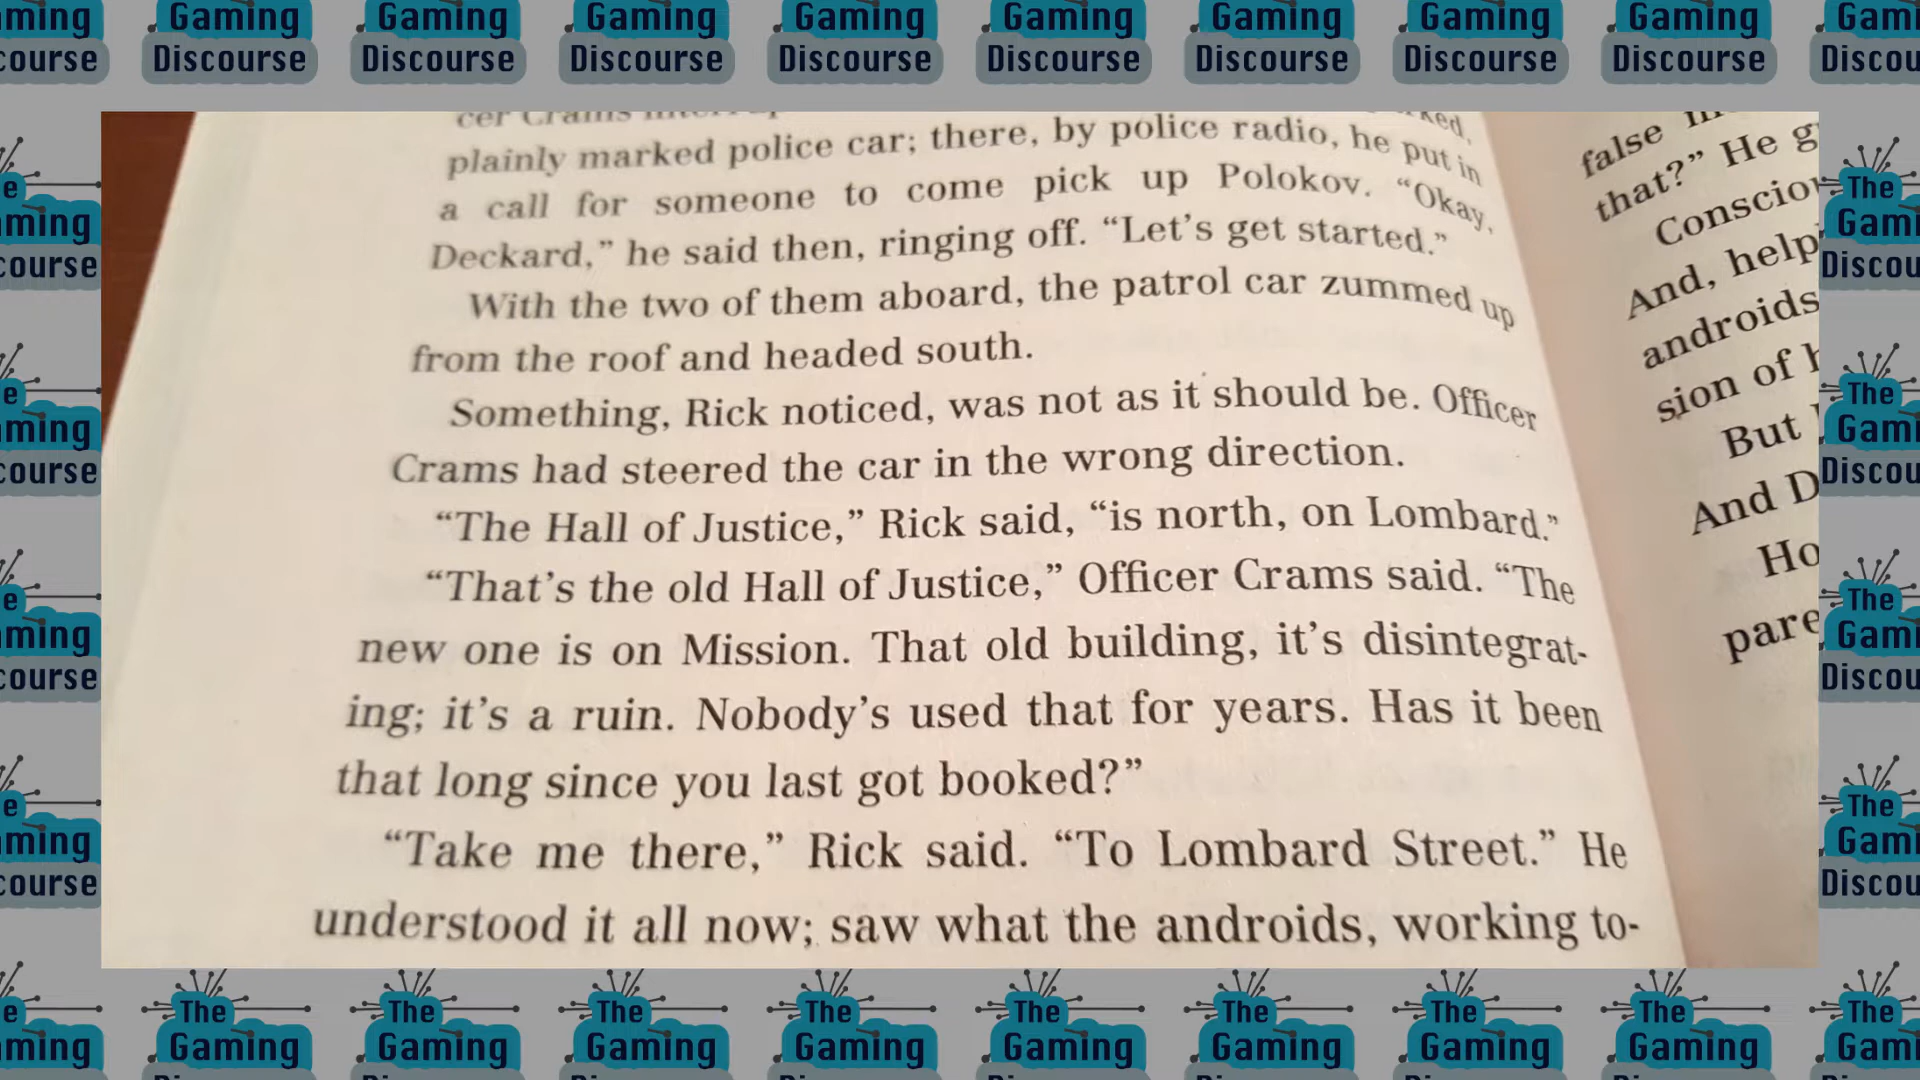 The Gaming Discourse
plainly marked police car; there, by police radio, he put in
a call for someone to come pick up Polokov. “Okay,
Deckard,” he said then, ringing off. “Let’s get started.”
With the two of them aboard, the patrol car zummed up
from the roof and headed south.
Something, Rick noticed, was not as it should be. Officer
Crams had steered the car in the wrong direction.
“The Hall of Justice,” Rick said, “is north, on Lombard.”
“That’s the old Hall of Justice,” Officer Crams said. “The
new one is on Mission. That old building, it’s disintegrat-
ing; it’s a ruin. Nobody’s used that for years. Has it been
that long since you last got booked?”
“Take me there,” Rick said. “To Lombard Street.” He
understood it all now; saw what the androids, working to-
false
that?” He
And, help
androids
sion of
But
And